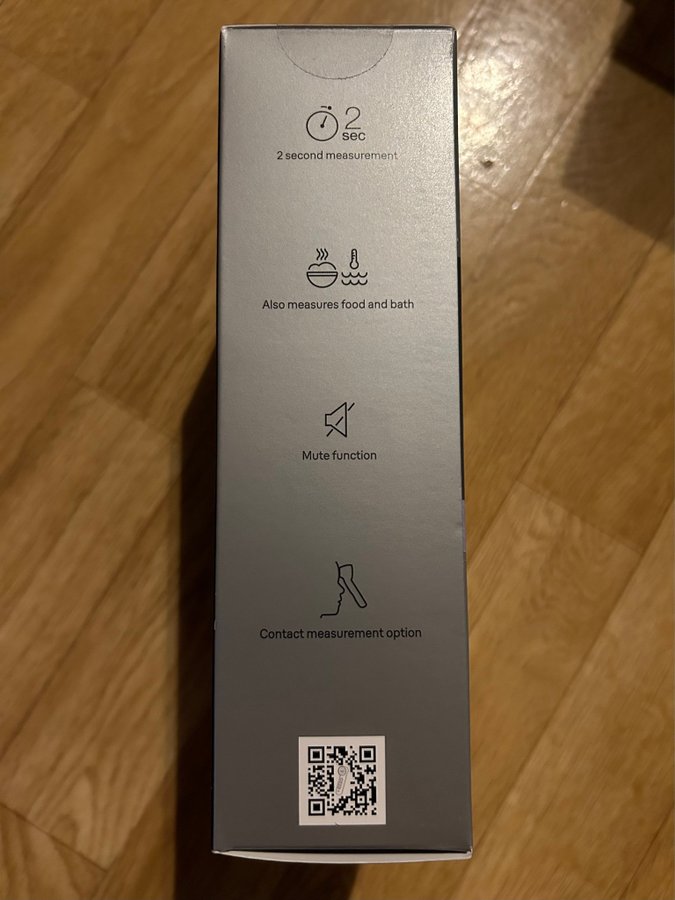 2
sec
2 second measurement
Also measures food and bath
Mute function
Contact measurement option